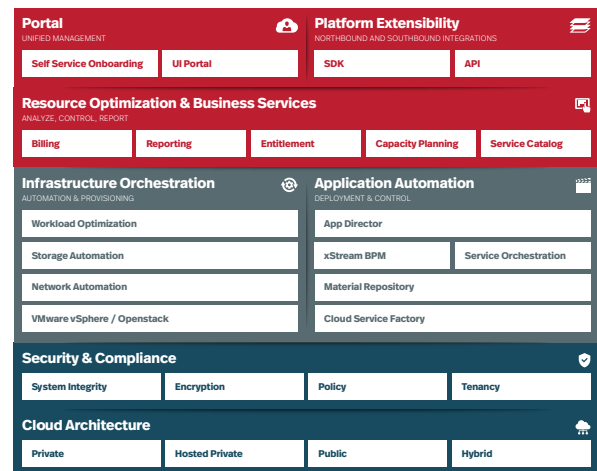 Portal
UNIFIED MANAGEMENT
Self Service Onboarding
UI Portal
Platform Extensibility
NORTHBOUND AND SOUTHBOUND INTEGRATIONS
SDK
API
Resource Optimization & Business Services
ANALYZE, CONTROL, REPORT
Billing
Reporting
Entitlement
Capacity Planning
Service Catalog
Infrastructure Orchestration
AUTOMATION & PROVISIONING
Workload Optimization
Storage Automation
Network Automation
VMware vSphere / Openstack
Application Automation
DEPLOYMENT & CONTROL
App Director
xStream BPM
Service Orchestration
Material Repository
Cloud Service Factory
Security & Compliance
System Integrity
Encryption
Policy
Tenancy
Cloud Architecture
Private
Hosted Private
Public
Hybrid